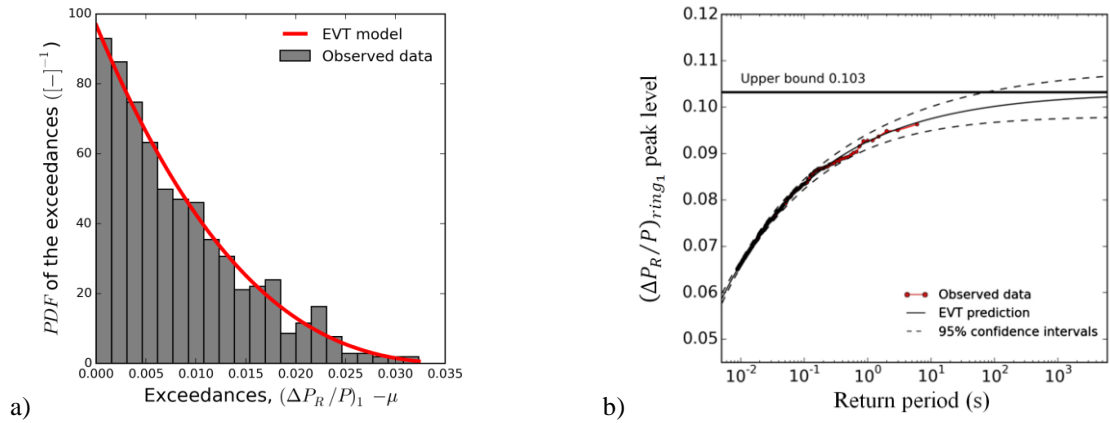 100
80
60
40
20
0
PDF of the exceedances ([−]⁻¹)
EVT model
Observed data
0.000 0.005 0.010 0.015 0.020 0.025 0.030 0.035
Exceedances, (ΔP_R/P)₁ −μ
a)
0.12
0.11
0.10
0.09
0.08
0.07
0.06
0.05
(ΔP_R/P)_ring₁ peak level
Upper bound 0.103
Observed data
EVT prediction
95% confidence intervals
10⁻² 10⁻¹ 10⁰ 10¹ 10² 10³
Return period (s)
b)